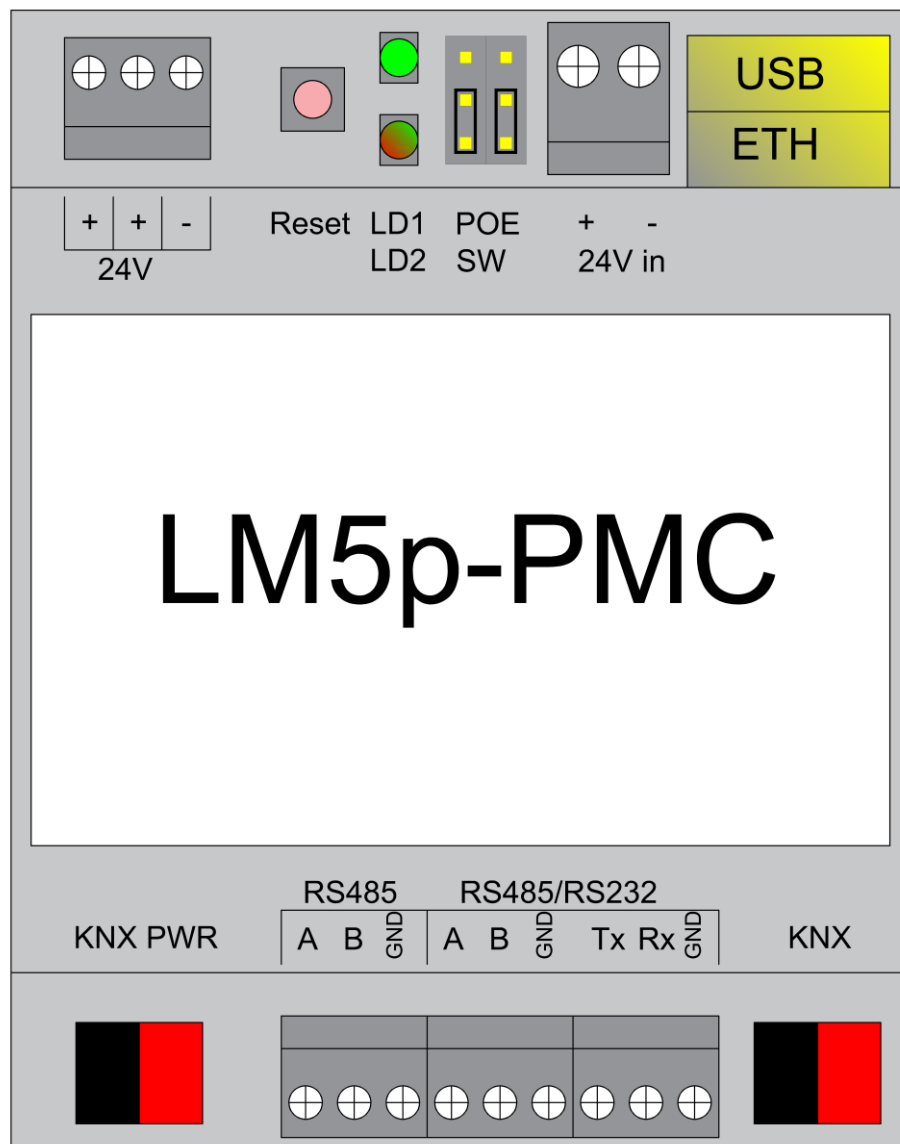 USB
ETH
+ + - Reset LD1 POE + -
24V LD2 SW 24V in
LM5p-PMC
RS485 RS485/RS232
KNX PWR A B GND A B GND Tx Rx GND KNX